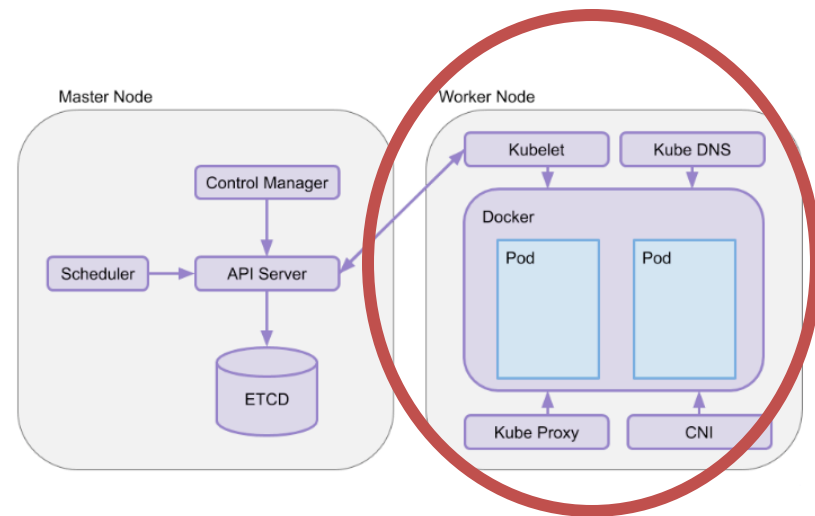 Master Node
Control Manager
Scheduler
API Server
ETCD
Worker Node
Kubelet
Kube DNS
Docker
Pod
Pod
Kube Proxy
CNI